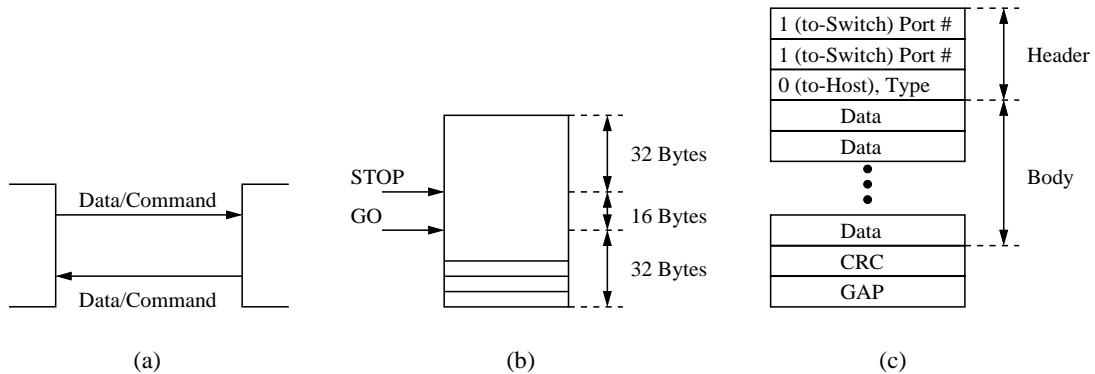 Data/Command
Data/Command
(a)
STOP
GO
32 Bytes
16 Bytes
32 Bytes
(b)
1 (to-Switch) Port #
1 (to-Switch) Port #
0 (to-Host), Type
Data
Data
Data
CRC
GAP
Header
Body
(c)